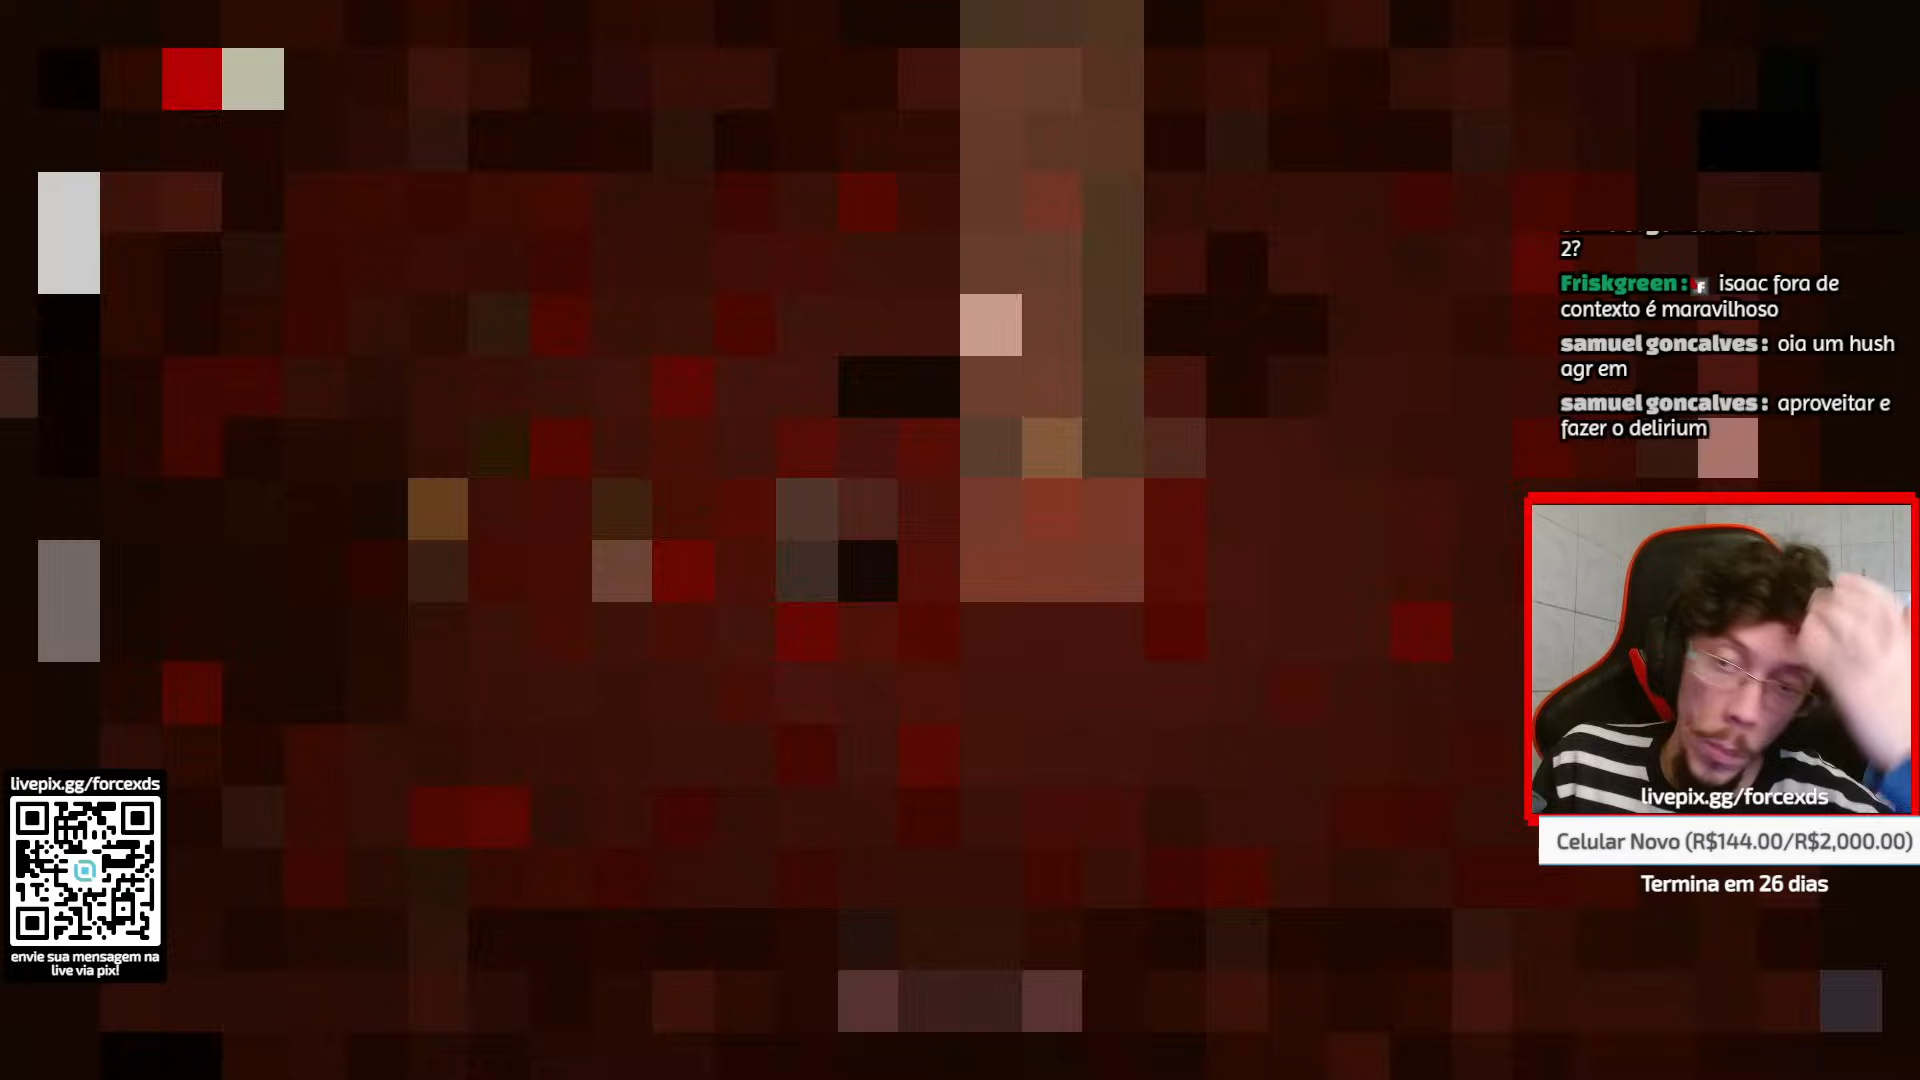 2?
Friskgreen: isaac fora de
contexto é maravilhoso
samuel goncalves: oia um hush
agr em
samuel goncalves: aproveitar e
fazer o delirium
livepix.gg/forcexds
Celular Novo (R$144.00/R$2,000.00)
Termina em 26 dias
livepix.gg/forcexds
envie sua mensagem na
live via pix!